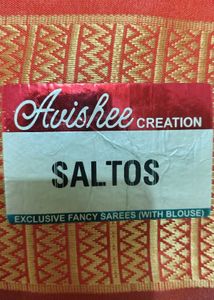 Avishee CREATION
SALTOS
EXCLUSIVE FANCY SAREES (WITH BLOUSE)